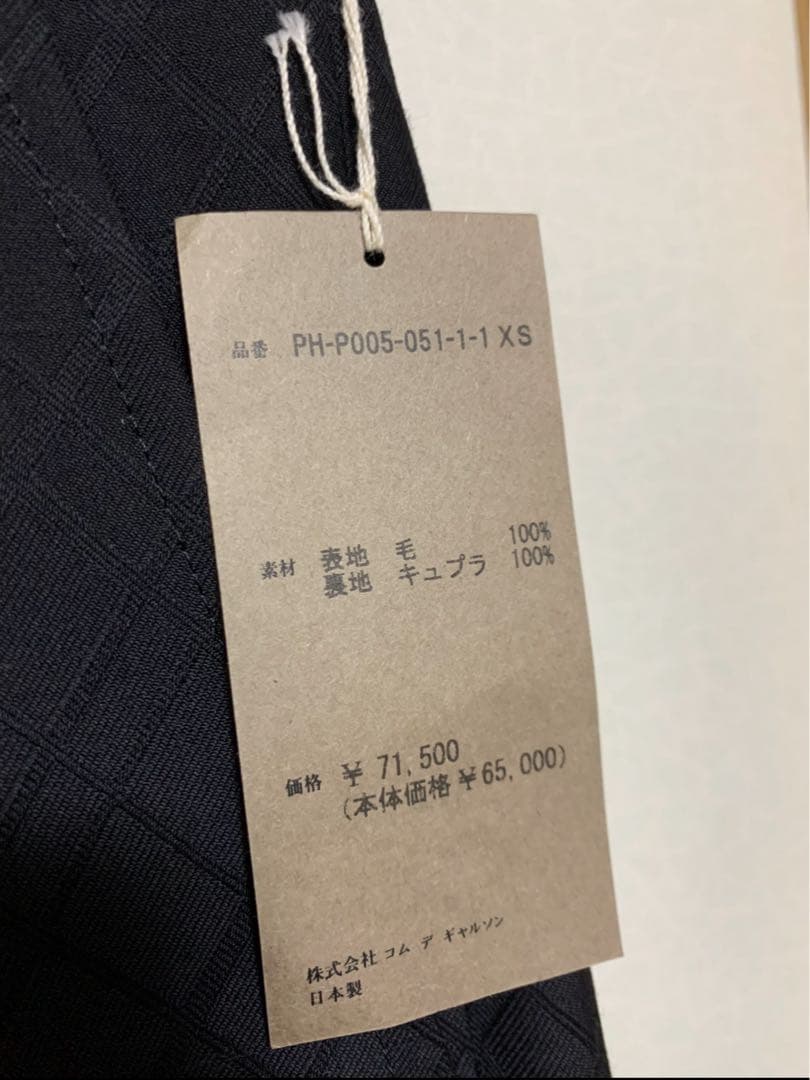 品番 PH-P005-051-1-1 XS
素材 表地 毛 100%
裏地 キュプラ 100%
価格 ¥ 71,500
(本体価格 ¥65,000)
株式会社 コム デ ギャルソン
日本製